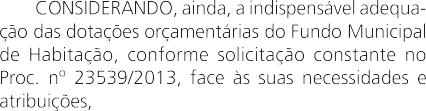 CONSIDERANDO, ainda, a indispensável adequa-
ção das dotações orçamentárias do Fundo Municipal
de Habitação, conforme solicitação constante no
Proc. nº 23539/2013, face às suas necessidades e
atribuições,